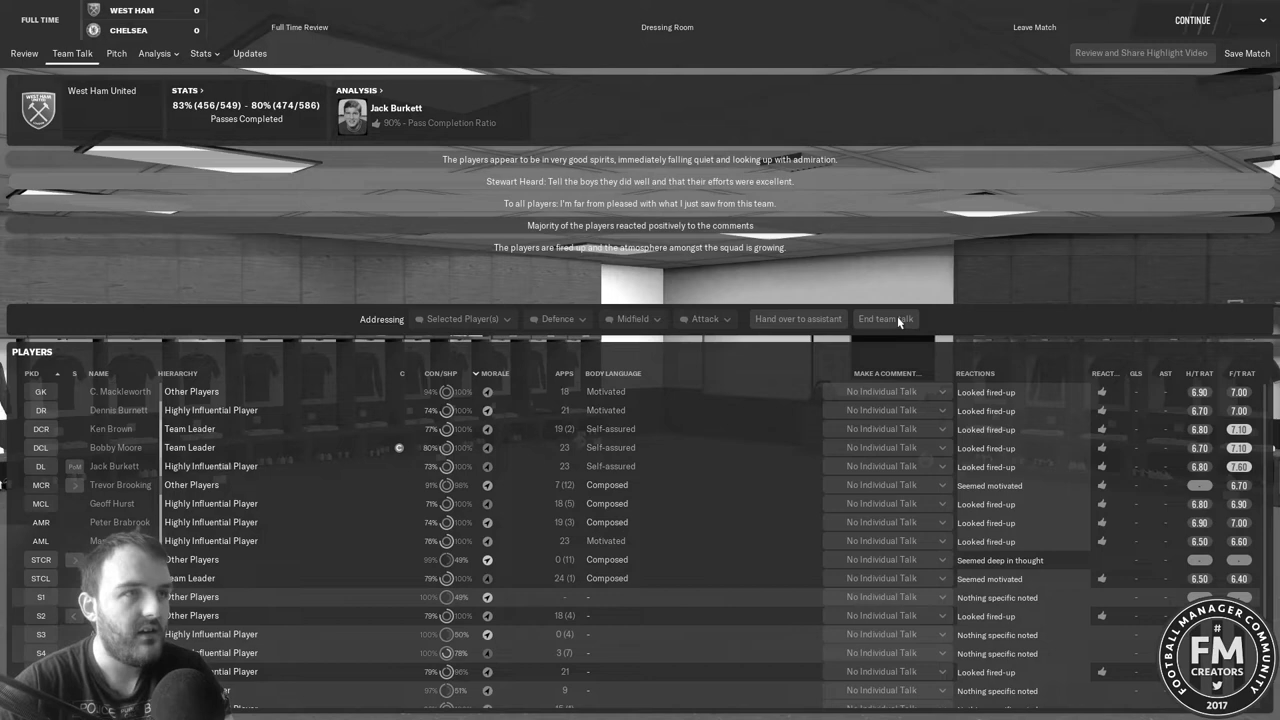 FULL TIME
WEST HAM 0
CHELSEA 0
Full Time Review
Dressing Room
Leave Match
CONTINUE
Review Team Talk Pitch Analysis Stats Updates
Review and Share Highlight Video Save Match
WEST HAM UNITED
West Ham United
STATS >
83% (456/549) - 80% (474/586)
Passes Completed
ANALYSIS >
Jack Burkett
90% - Pass Completion Ratio
The players appear to be in very good spirits, immediately falling quiet and looking up with admiration.
Stewart Heard: Tell the boys they did well and that their efforts were excellent.
To all players: I'm far from pleased with what I just saw from this team.
Majority of the players reacted positively to the comments
The players are fired up and the atmosphere amongst the squad is growing.
Addressing Selected Player(s) Defence Midfield Attack Hand over to assistant End team talk
PLAYERS
PKD S NAME HIERARCHY C CON/SHP MORALE APPS BODY LANGUAGE MAKE A COMMENT... REACTIONS REACT... GLS AST H/T RAT F/T RAT
GK C. Mackleworth Other Players 94% 100% 18 Motivated No Individual Talk Looked fired-up - - 6.90 7.00
DR Dennis Burnett Highly Influential Player 74% 100% 21 Motivated No Individual Talk Looked fired-up - - 6.70 7.00
DCR Ken Brown Team Leader 77% 100% 19 (2) Self-assured No Individual Talk Looked fired-up - - 6.80 7.10
DCL Bobby Moore Team Leader C 80% 100% 23 Self-assured No Individual Talk Looked fired-up - - 6.70 7.10
DL PoM Jack Burkett Highly Influential Player 73% 100% 23 Self-assured No Individual Talk Looked fired-up - - 6.80 7.60
MCR > Trevor Brooking Other Players 91% 98% 7 (12) Composed No Individual Talk Seemed motivated - - - 6.70
MCL Geoff Hurst Highly Influential Player 71% 100% 18 (5) Composed No Individual Talk Looked fired-up - - 6.80 6.90
AMR Peter Brabrook Highly Influential Player 74% 100% 19 (3) Composed No Individual Talk Looked fired-up - - 6.90 7.00
AML Highly Influential Player 76% 100% 23 Motivated No Individual Talk Looked fired-up - - 6.50 6.60
STCR > Other Players 99% 49% 0 (11) Composed No Individual Talk Seemed deep in thought - - - -
STCL Team Leader 79% 100% 24 (1) Composed No Individual Talk Seemed motivated - - 6.50 6.40
S1 Other Players 100% 49% - - No Individual Talk Nothing specific noted - -
S2 < Other Players 79% 100% 18 (4) - No Individual Talk Looked fired-up -
S3 Highly Influential Player 100% 50% 0 (4) - No Individual Talk Nothing specific noted -
S4 Highly Influential Player 100% 78% 3 (7) - No Individual Talk Nothing specific noted -
Player 79% 96% 21 - No Individual Talk Looked fired-up -
97% 51% 9 - No Individual Talk Nothing specific noted -
FOOTBALL MANAGER COMMUNITY
#
FM
CREATORS
2017